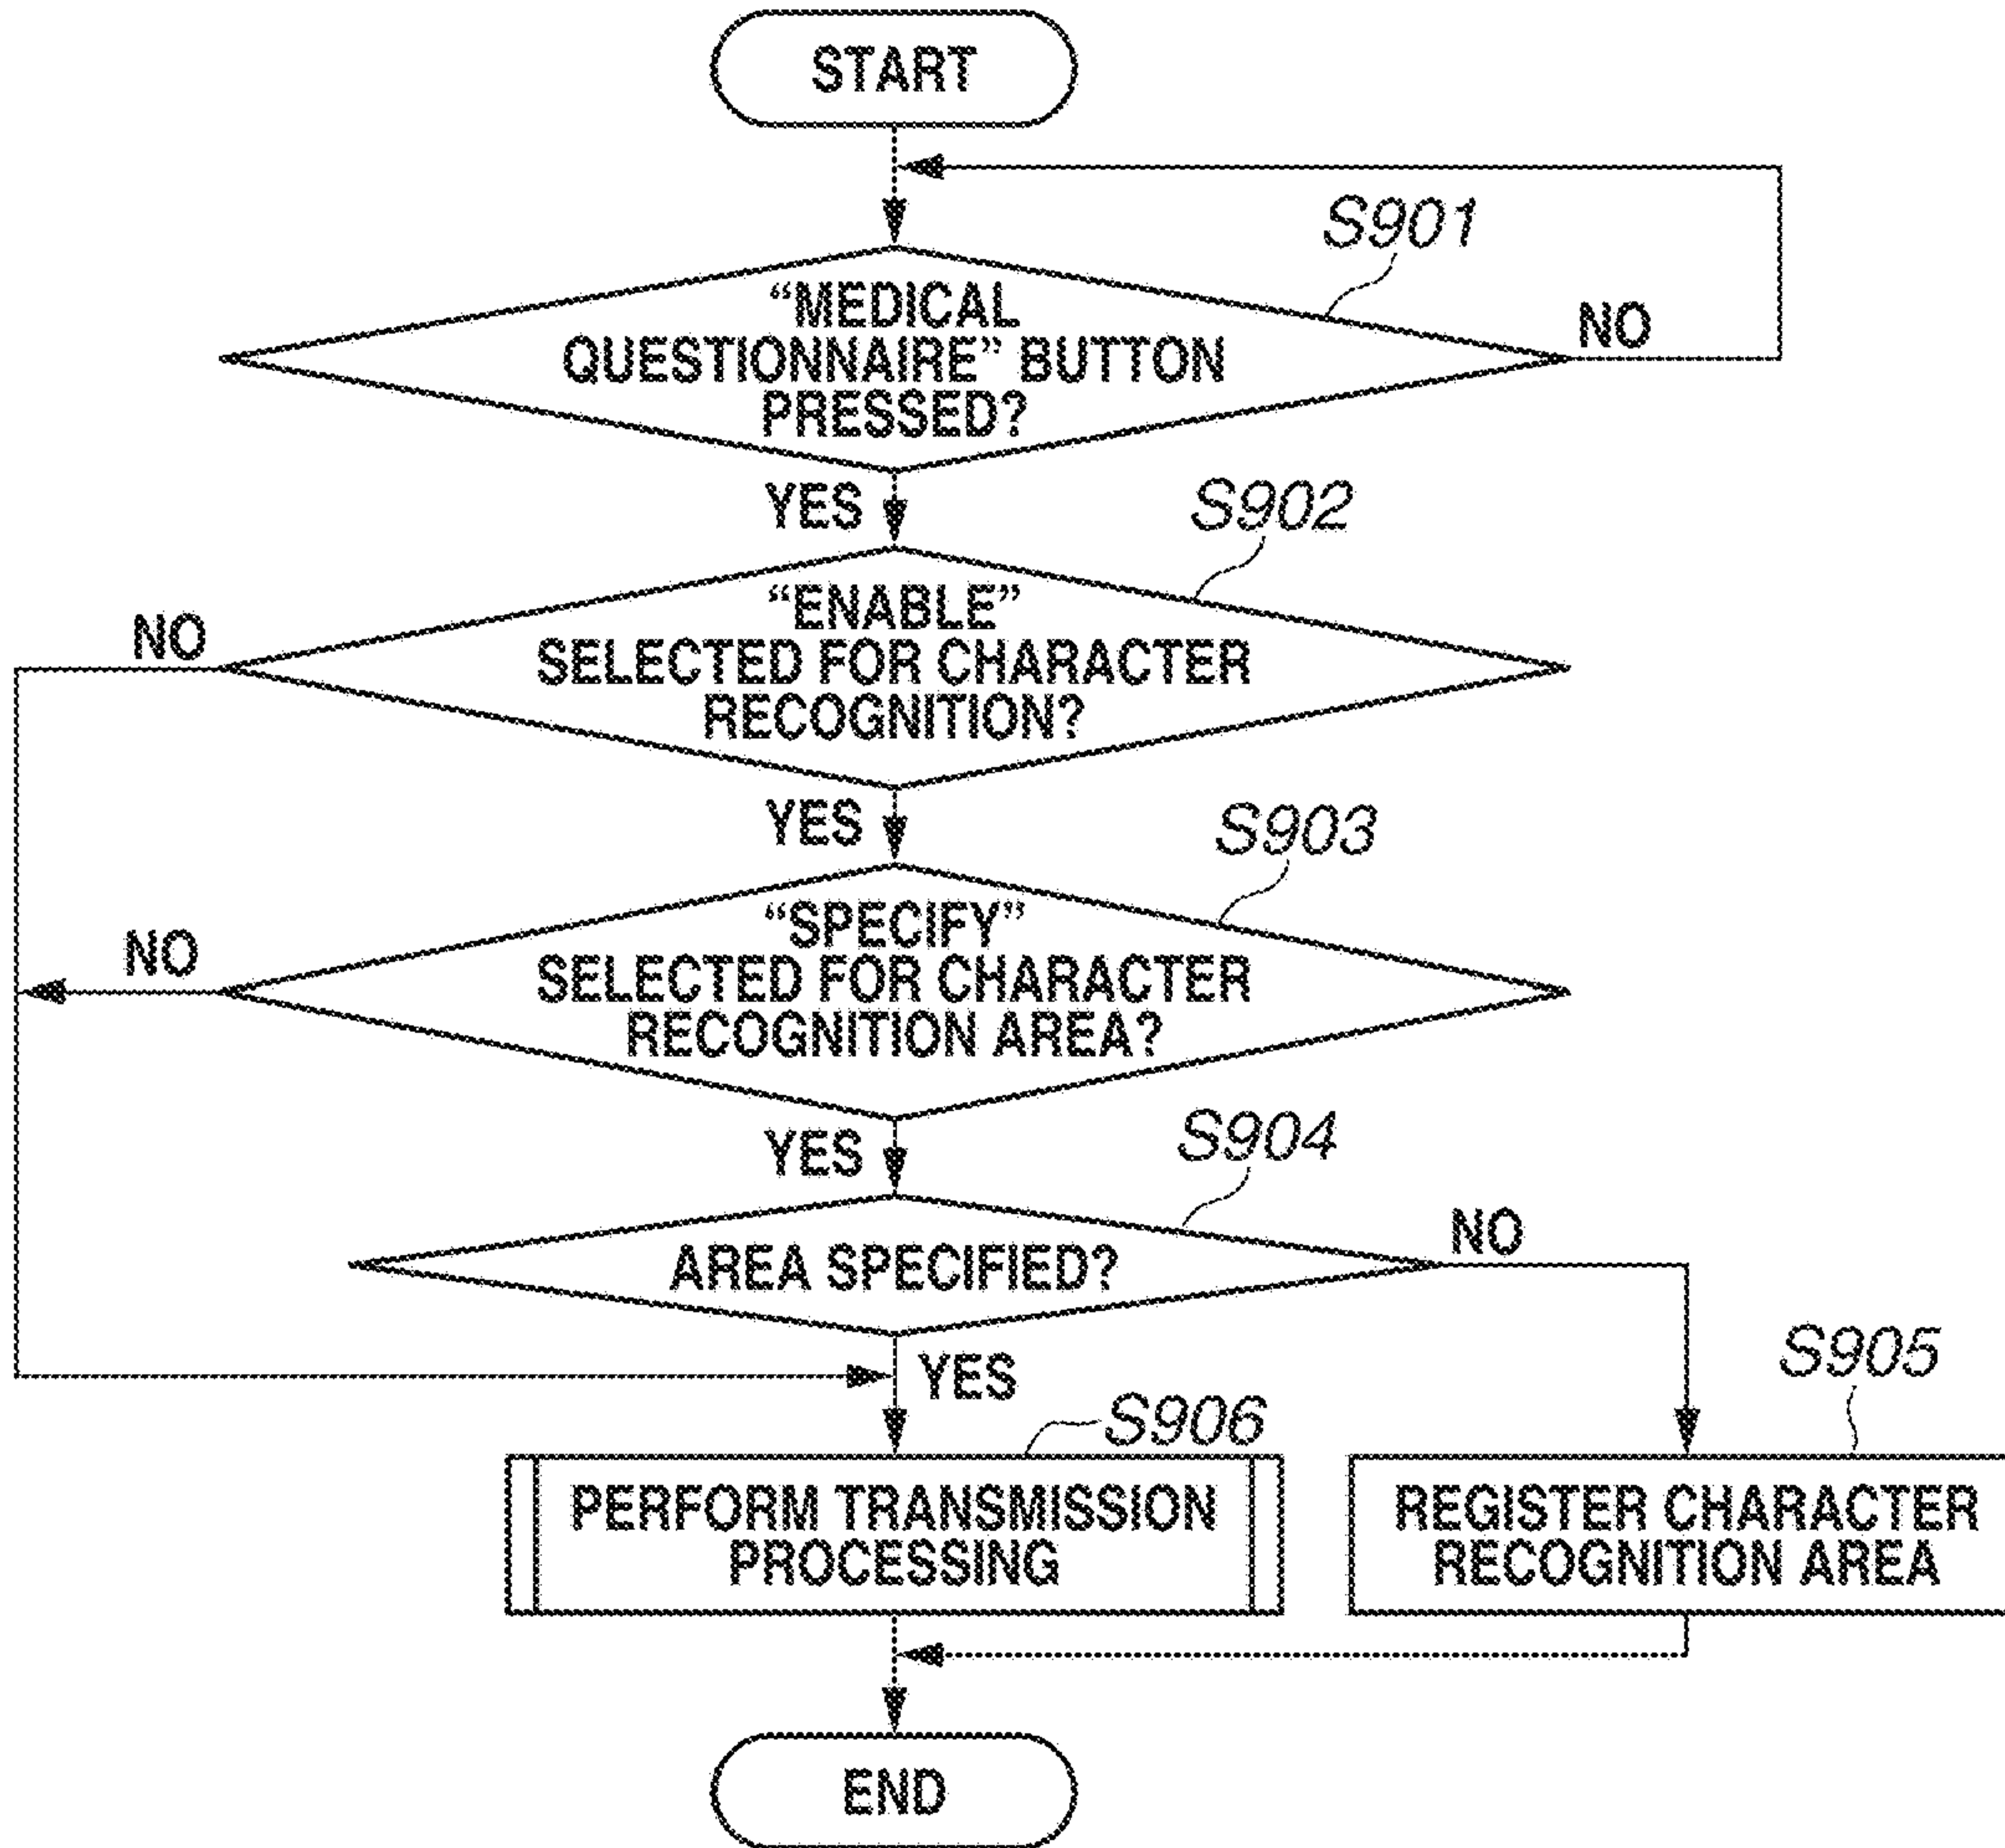 START
S901
“MEDICAL
QUESTIONNAIRE” BUTTON
PRESSED?
NO
YES
S902
“ENABLE”
SELECTED FOR CHARACTER
RECOGNITION?
NO
YES
S903
“SPECIFY”
SELECTED FOR CHARACTER
RECOGNITION AREA?
NO
YES
S904
AREA SPECIFIED?
NO
YES
S905
S906
PERFORM TRANSMISSION
PROCESSING
REGISTER CHARACTER
RECOGNITION AREA
END